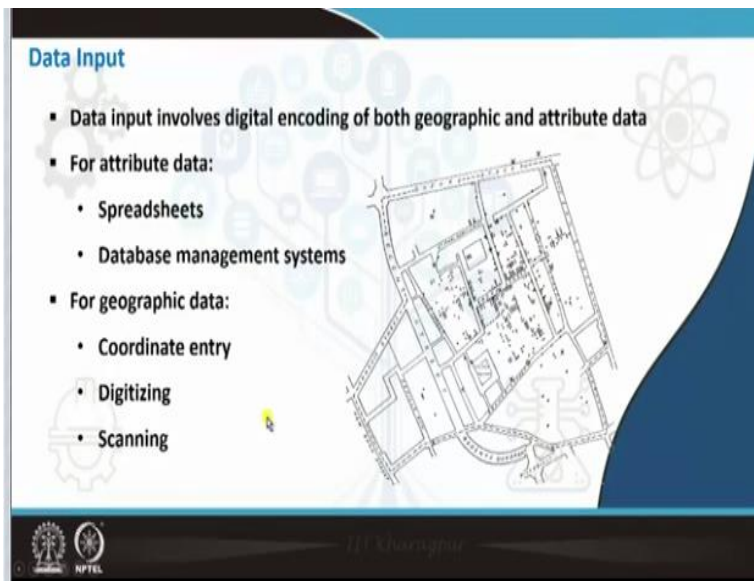 Data Input
▪ Data input involves digital encoding of both geographic and attribute data
▪ For attribute data:
• Spreadsheets
• Database management systems
▪ For geographic data:
• Coordinate entry
• Digitizing
• Scanning
IIT Kharagpur
NPTEL